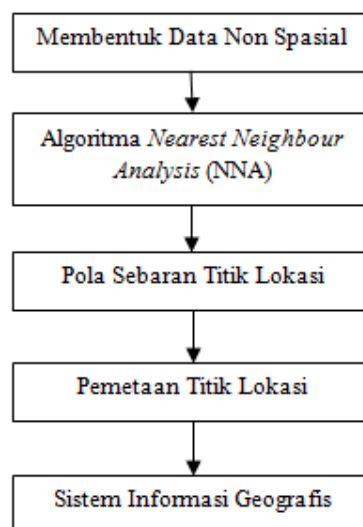 Membentuk Data Non Spasial
Algoritma Nearest Neighbour
Analysis (NNA)
Pola Sebaran Titik Lokasi
Pemetaan Titik Lokasi
Sistem Informasi Geografis